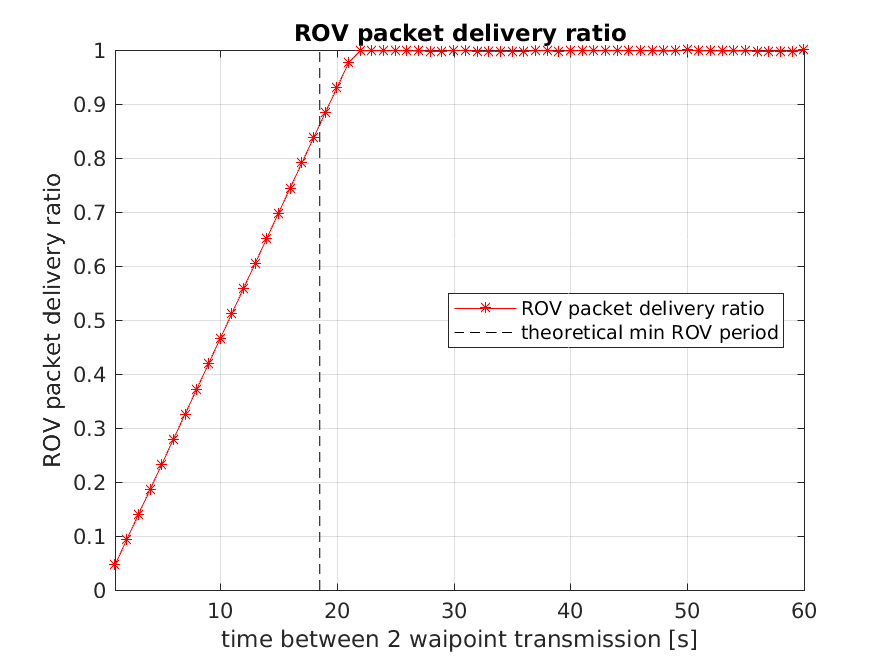 ROV packet delivery ratio
1
0.9
0.8
0.7
0.6
0.5
0.4
0.3
0.2
0.1
0
ROV packet delivery ratio
ROV packet delivery ratio
theoretical min ROV period
10 20 30 40 50 60
time between 2 waipoint transmission [s]